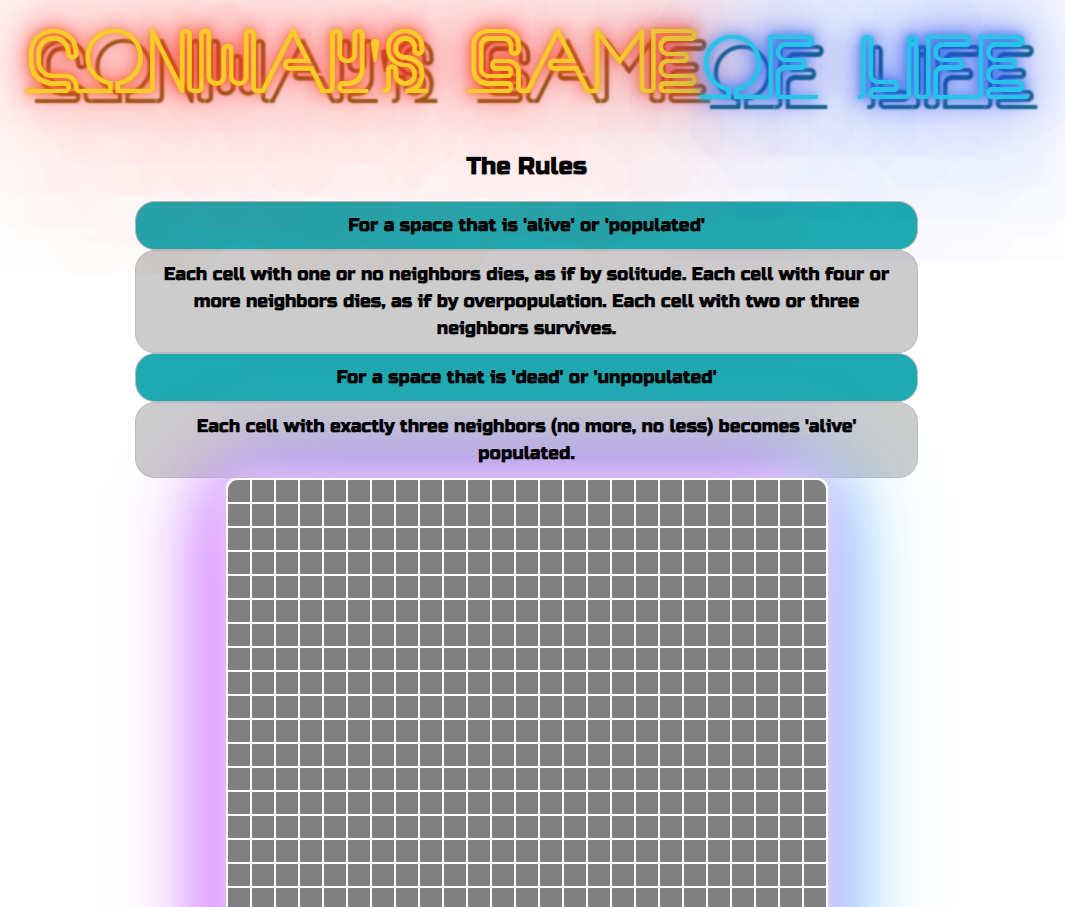 CONWAY'S GAME OF LIFE
The Rules
For a space that is 'alive' or 'populated'
Each cell with one or no neighbors dies, as if by solitude. Each cell with four or
more neighbors dies, as if by overpopulation. Each cell with two or three
neighbors survives.
For a space that is 'dead' or 'unpopulated'
Each cell with exactly three neighbors (no more, no less) becomes 'alive'
populated.